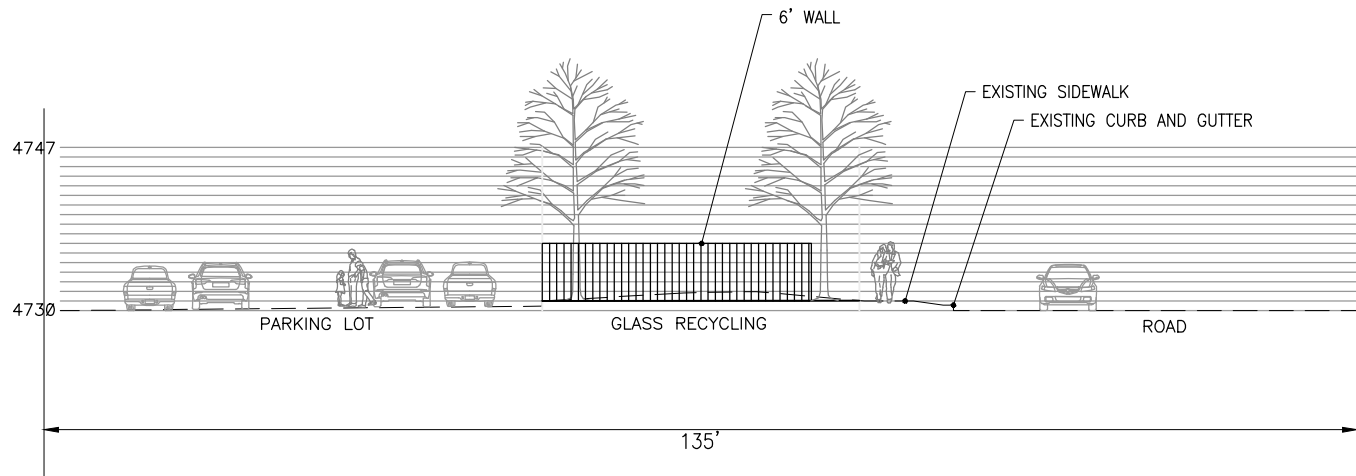 6' WALL
EXISTING SIDEWALK
EXISTING CURB AND GUTTER
4747
4730
PARKING LOT
GLASS RECYCLING
ROAD
135'